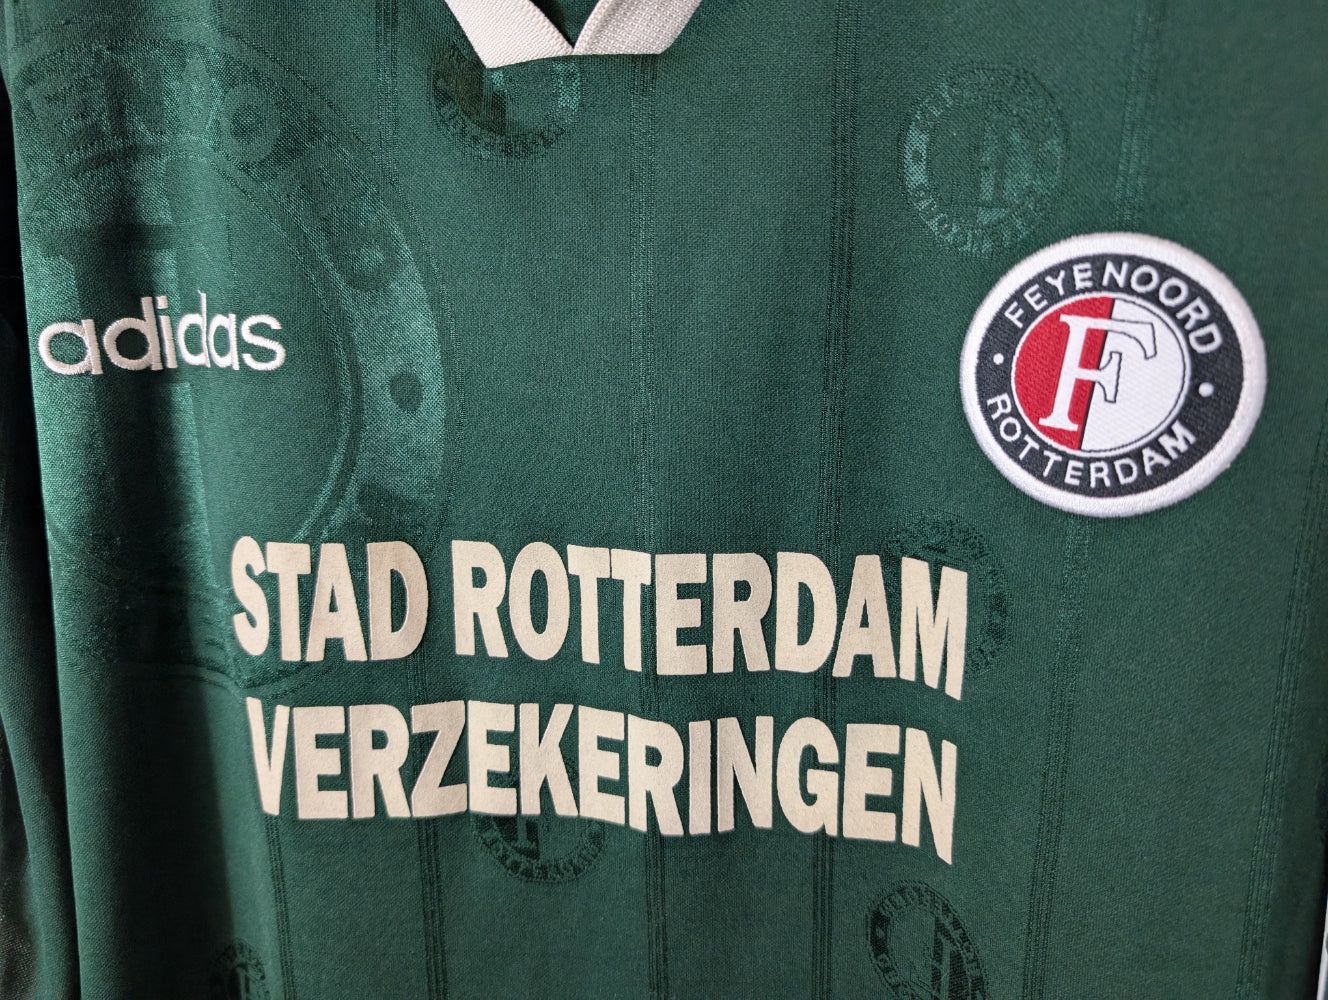 adidas
FEYENOORD
F
ROTTERDAM
STAD ROTTERDAM
VERZEKERINGEN